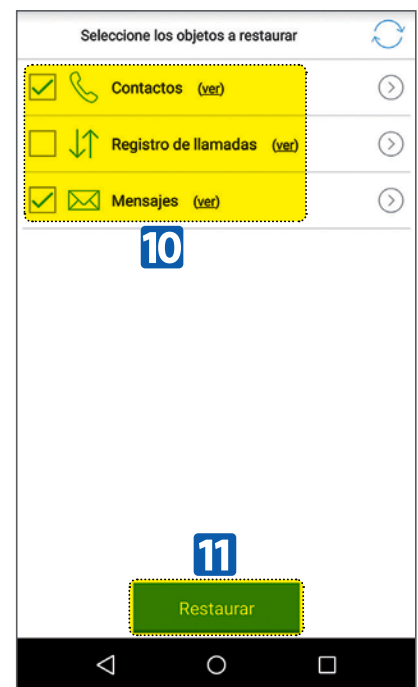 Seleccione los objetos a restaurar
Contactos (ver)
Registro de llamadas (ver)
Mensajes (ver)
10
11
Restaurar